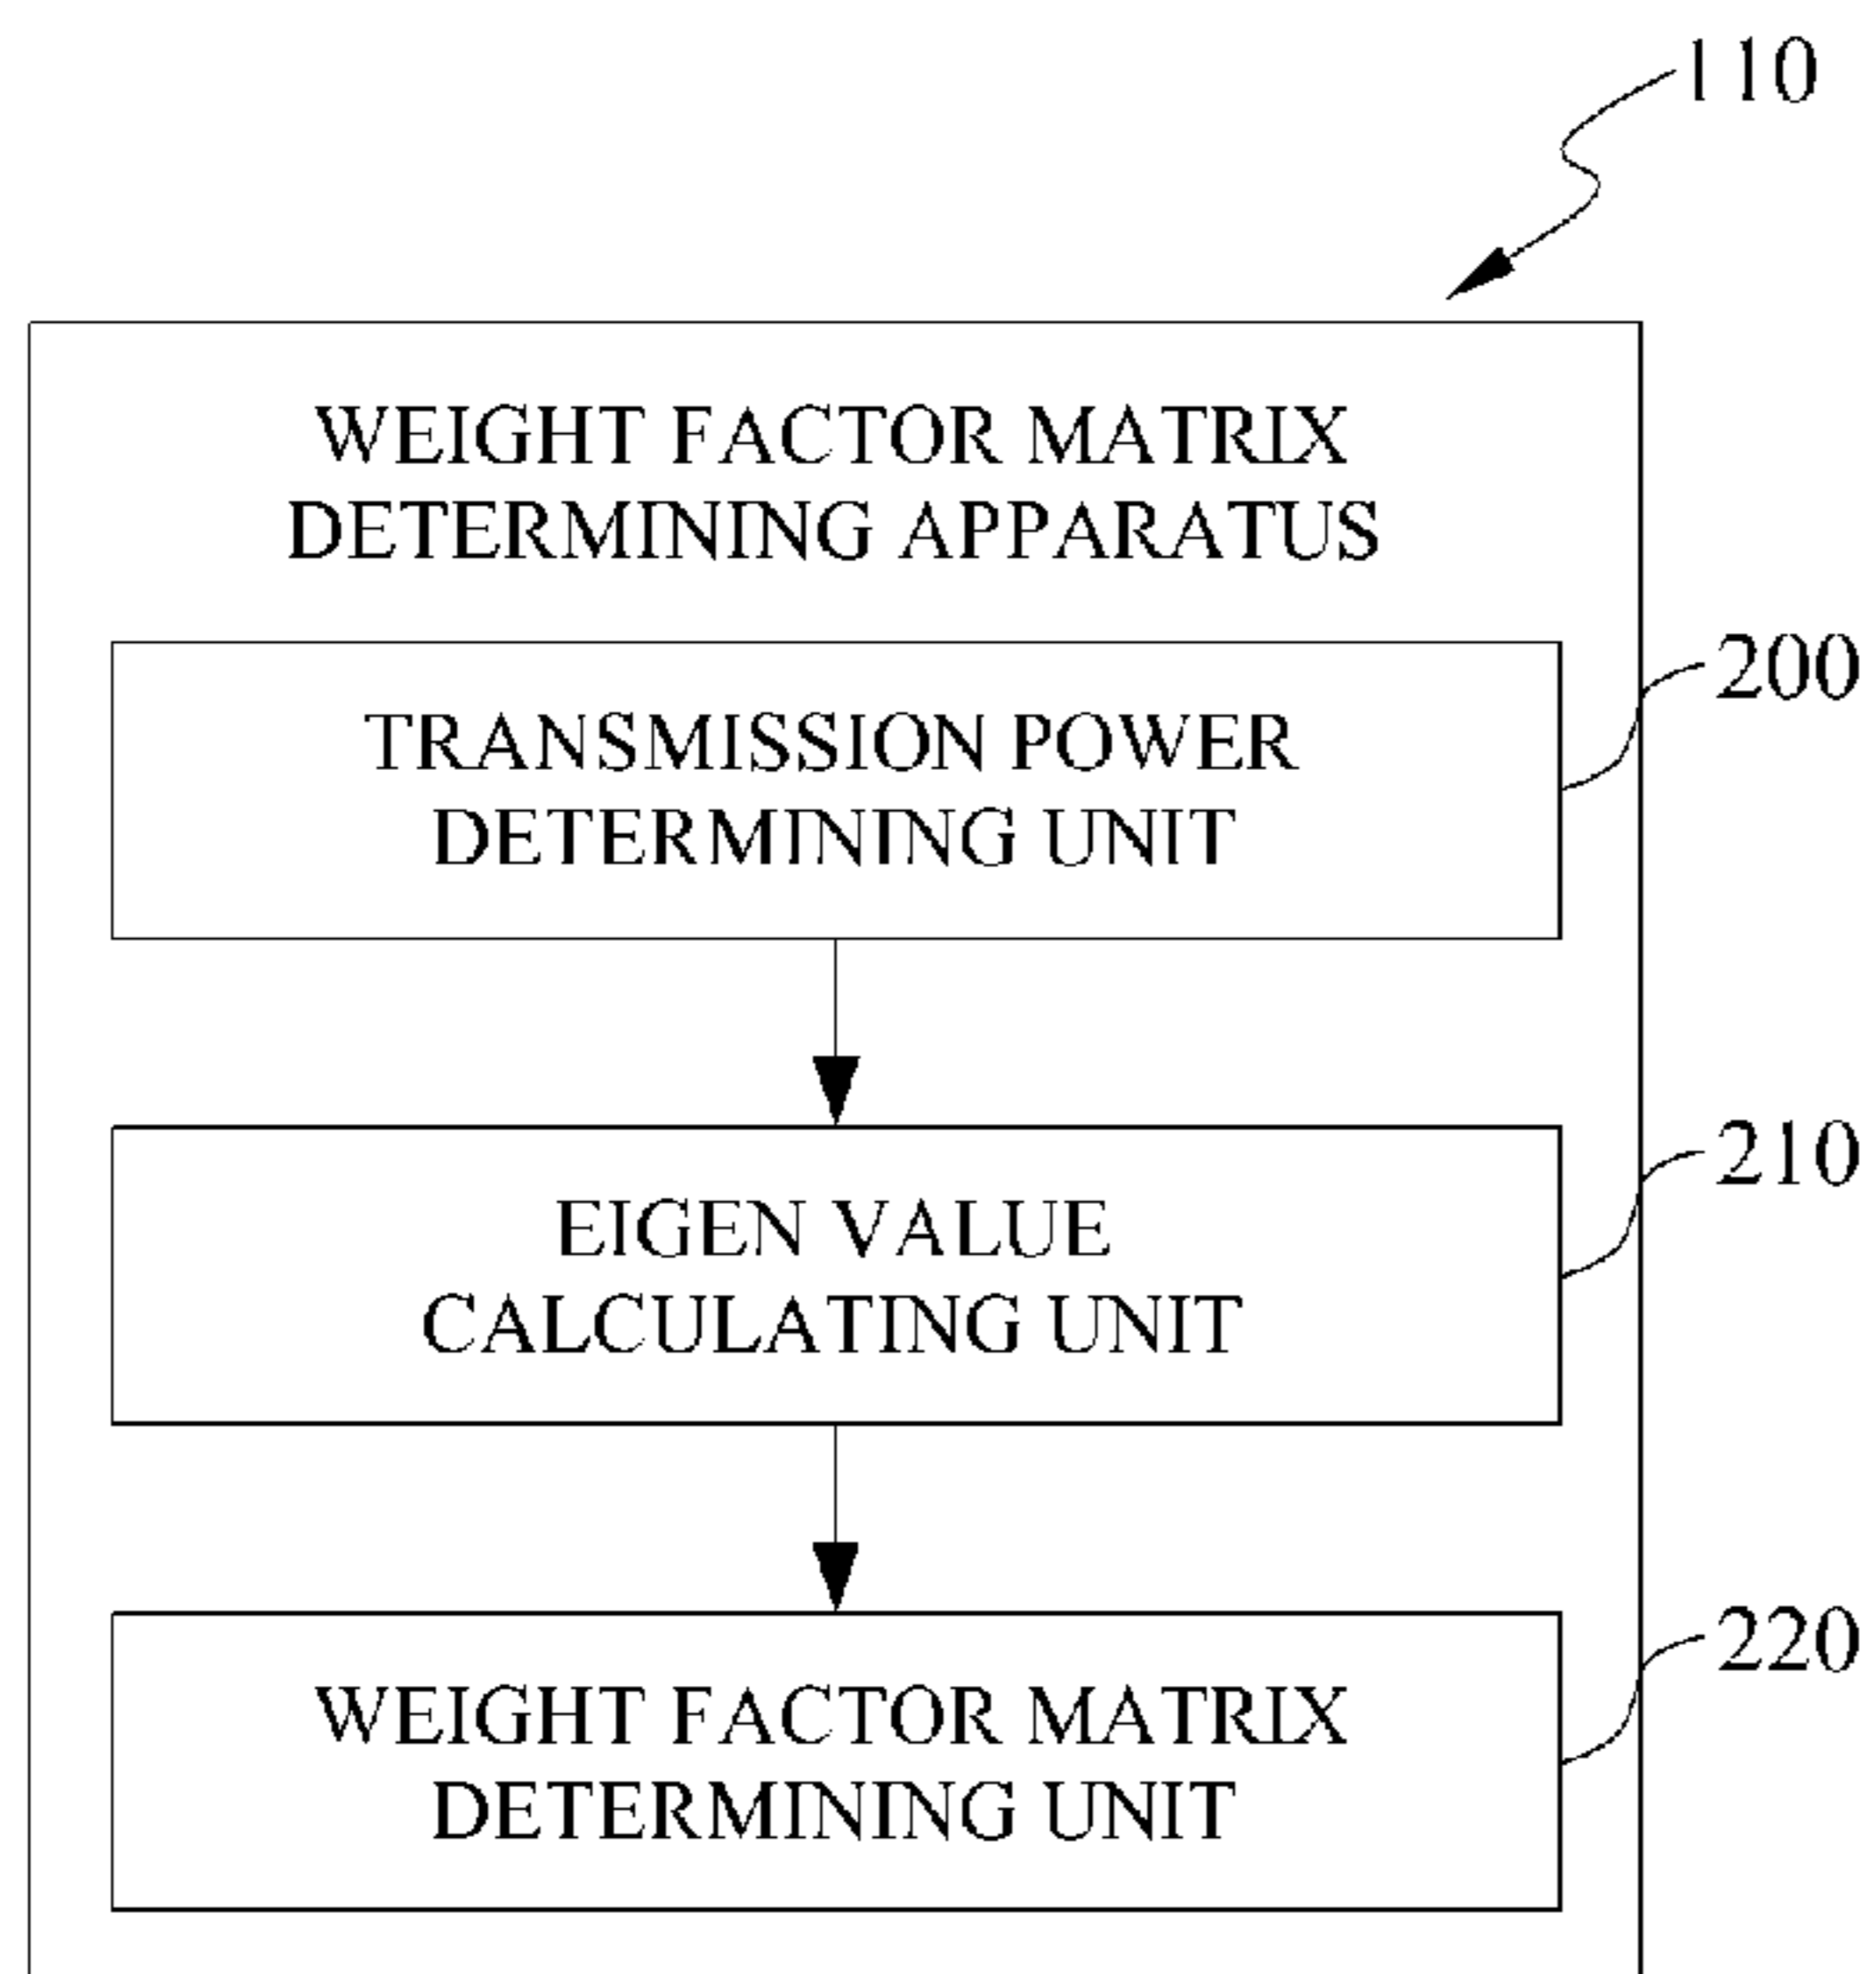 110
WEIGHT FACTOR MATRIX
DETERMINING APPARATUS
200
TRANSMISSION POWER
DETERMINING UNIT
210
EIGEN VALUE
CALCULATING UNIT
220
WEIGHT FACTOR MATRIX
DETERMINING UNIT